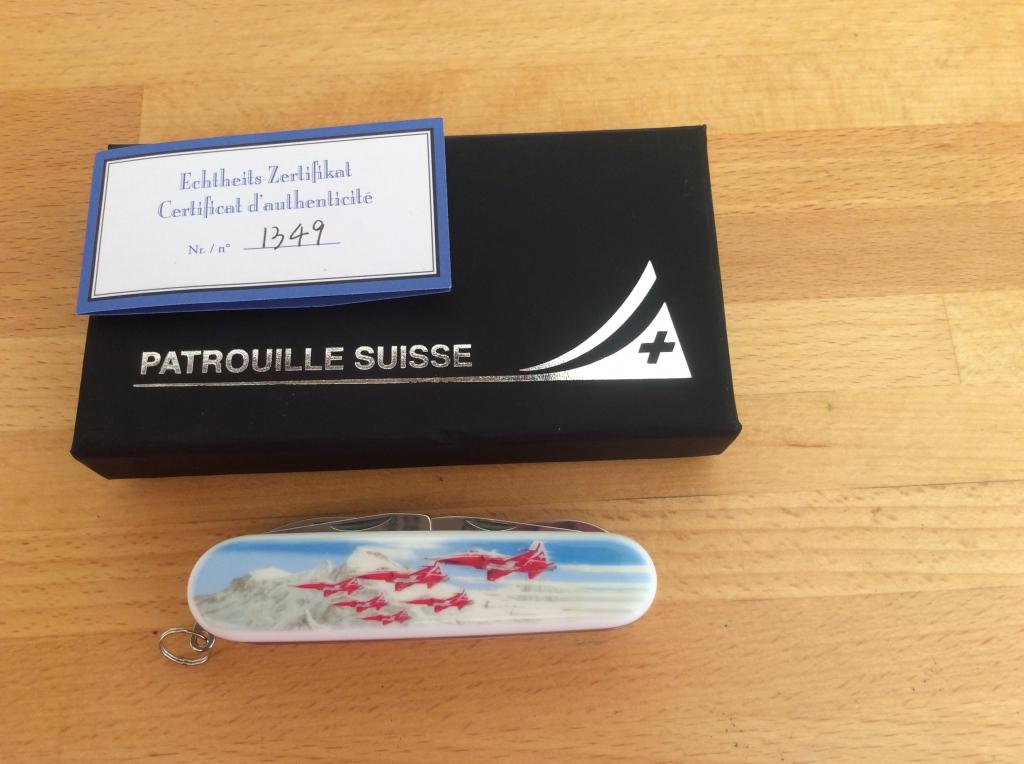 Echtheits-Zertifikat
Certificat d'authenticité
Nr. / n° 1349
PATROUILLE SUISSE